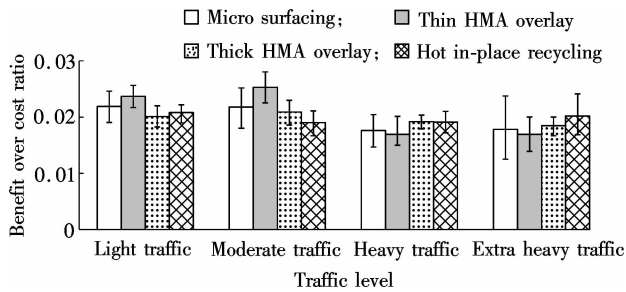 Micro surfacing; Thin HMA overlay
Thick HMA overlay; Hot in-place recycling
Benefit over cost ratio
0.03
0.02
0.01
0
Light traffic Moderate traffic Heavy traffic Extra heavy traffic
Traffic level